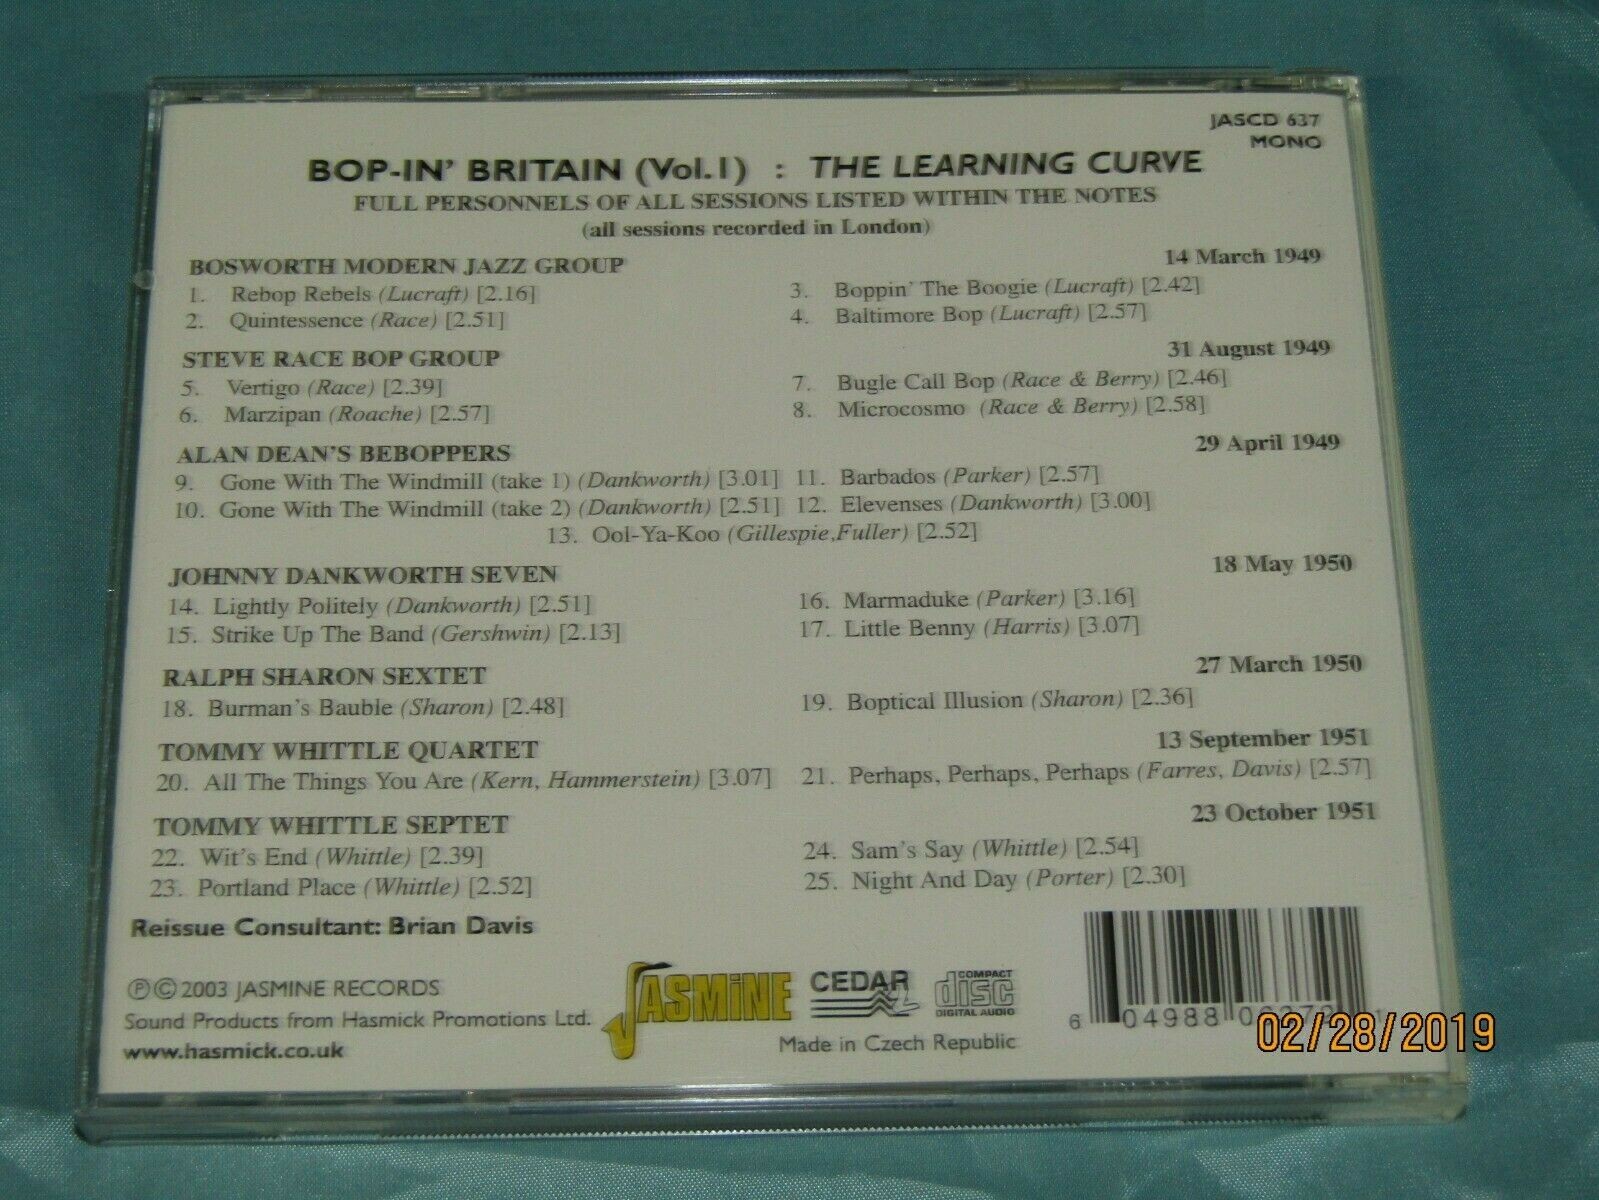 JASCD 637
MONO
BOP-IN' BRITAIN (Vol.1) : THE LEARNING CURVE
FULL PERSONNELS OF ALL SESSIONS LISTED WITHIN THE NOTES
(all sessions recorded in London)
BOSWORTH MODERN JAZZ GROUP 14 March 1949
1. Rebop Rebels (Lucraft) [2.16] 3. Boppin' The Boogie (Lucraft) [2.42]
2. Quintessence (Race) [2.51] 4. Baltimore Bop (Lucraft) [2.57]
STEVE RACE BOP GROUP 31 August 1949
5. Vertigo (Race) [2.39] 7. Bugle Call Bop (Race & Berry) [2.46]
6. Marzipan (Roache) [2.57] 8. Microcosmo (Race & Berry) [2.58]
ALAN DEAN'S BEBOPPERS 29 April 1949
9. Gone With The Windmill (take 1) (Dankworth) [3.01] 11. Barbados (Parker) [2.57]
10. Gone With The Windmill (take 2) (Dankworth) [2.51] 12. Elevenses (Dankworth) [3.00]
13. Ool-Ya-Koo (Gillespie,Fuller) [2.52]
JOHNNY DANKWORTH SEVEN 18 May 1950
14. Lightly Politely (Dankworth) [2.51] 16. Marmaduke (Parker) [3.16]
15. Strike Up The Band (Gershwin) [2.13] 17. Little Benny (Harris) [3.07]
RALPH SHARON SEXTET 27 March 1950
18. Burman's Bauble (Sharon) [2.48] 19. Boptical Illusion (Sharon) [2.36]
TOMMY WHITTLE QUARTET 13 September 1951
20. All The Things You Are (Kern, Hammerstein) [3.07] 21. Perhaps, Perhaps, Perhaps (Farres, Davis) [2.57]
TOMMY WHITTLE SEPTET 23 October 1951
22. Wit's End (Whittle) [2.39] 24. Sam's Say (Whittle) [2.54]
23. Portland Place (Whittle) [2.52] 25. Night And Day (Porter) [2.30]
Reissue Consultant: Brian Davis
℗©2003 JASMINE RECORDS
Sound Products from Hasmick Promotions Ltd.
www.hasmick.co.uk
JASMiNE
CEDAR
COMPACT
disc
DIGITAL AUDIO
Made in Czech Republic
6 04988
02/28/2019